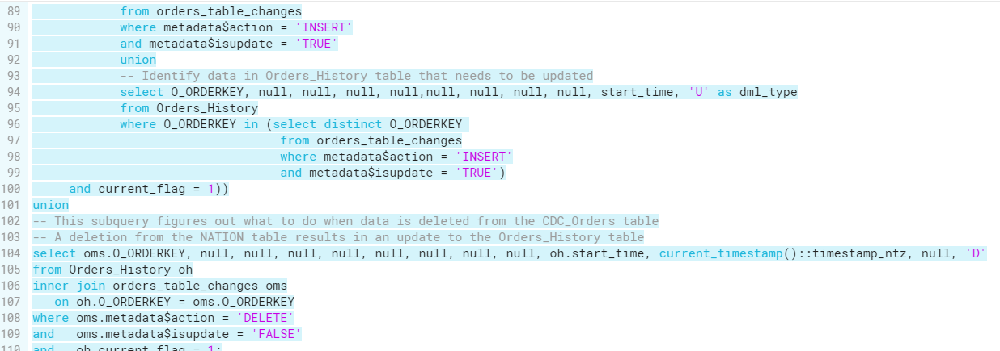 89 from orders_table_changes
90 where metadata$action = 'INSERT'
91 and metadata$isupdate = 'TRUE'
92 union
93 -- Identify data in Orders_History table that needs to be updated
94 select O_ORDERKEY, null, null, null, null,null, null, null, null, start_time, 'U' as dml_type
95 from Orders_History
96 where O_ORDERKEY in (select distinct O_ORDERKEY
97 from orders_table_changes
98 where metadata$action = 'INSERT'
99 and metadata$isupdate = 'TRUE')
100 and current_flag = 1))
101 union
102 -- This subquery figures out what to do when data is deleted from the CDC_Orders table
103 -- A deletion from the NATION table results in an update to the Orders_History table
104 select oms.O_ORDERKEY, null, null, null, null, null, null, null, null, oh.start_time, current_timestamp()::timestamp_ntz, null, 'D'
105 from Orders_History oh
106 inner join orders_table_changes oms
107 on oh.O_ORDERKEY = oms.O_ORDERKEY
108 where oms.metadata$action = 'DELETE'
109 and oms.metadata$isupdate = 'FALSE'
110 and oh.current_flag = 1;